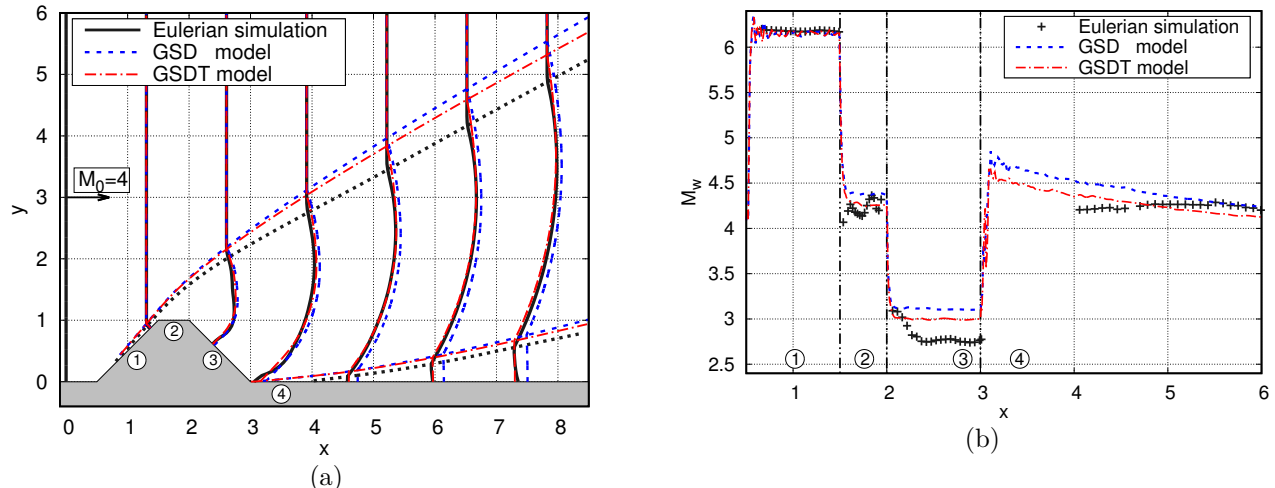 Eulerian simulation
GSD model
GSDT model
M0=4
6
5
4
3
2
1
0
y
①
②
③
④
0 1 2 3 4 5 6 7 8
x
(a)
Eulerian simulation
GSD model
GSDT model
6
5.5
5
4.5
4
3.5
3
2.5
Mw
① ② ③ ④
1 2 3 4 5 6
x
(b)